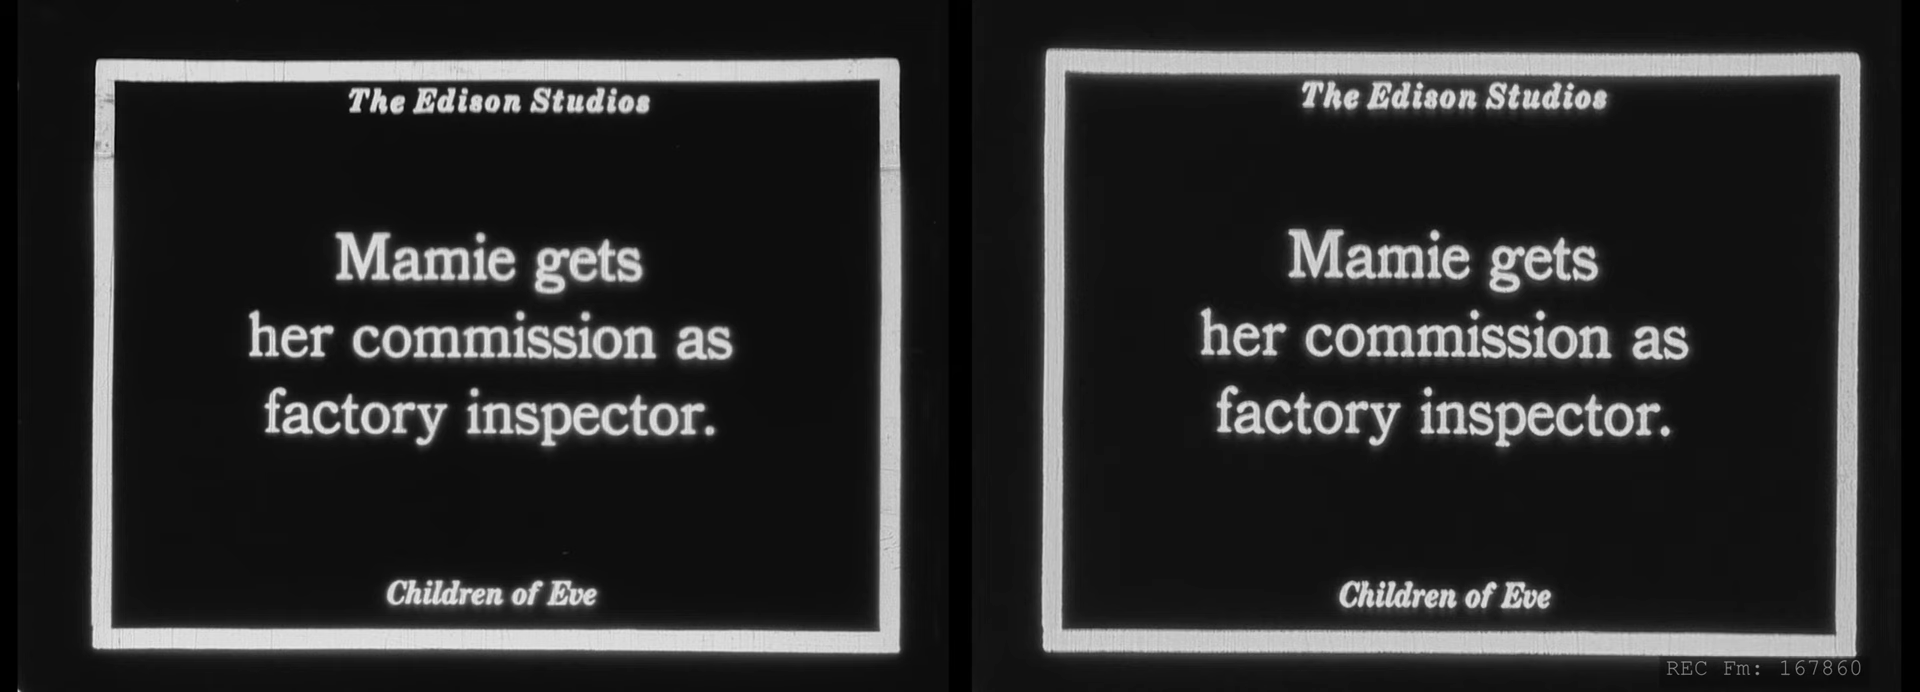 The Edison Studios
Mamie gets
her commission as
factory inspector.
Children of Eve
The Edison Studios
Mamie gets
her commission as
factory inspector.
Children of Eve
REC Fm: 167860